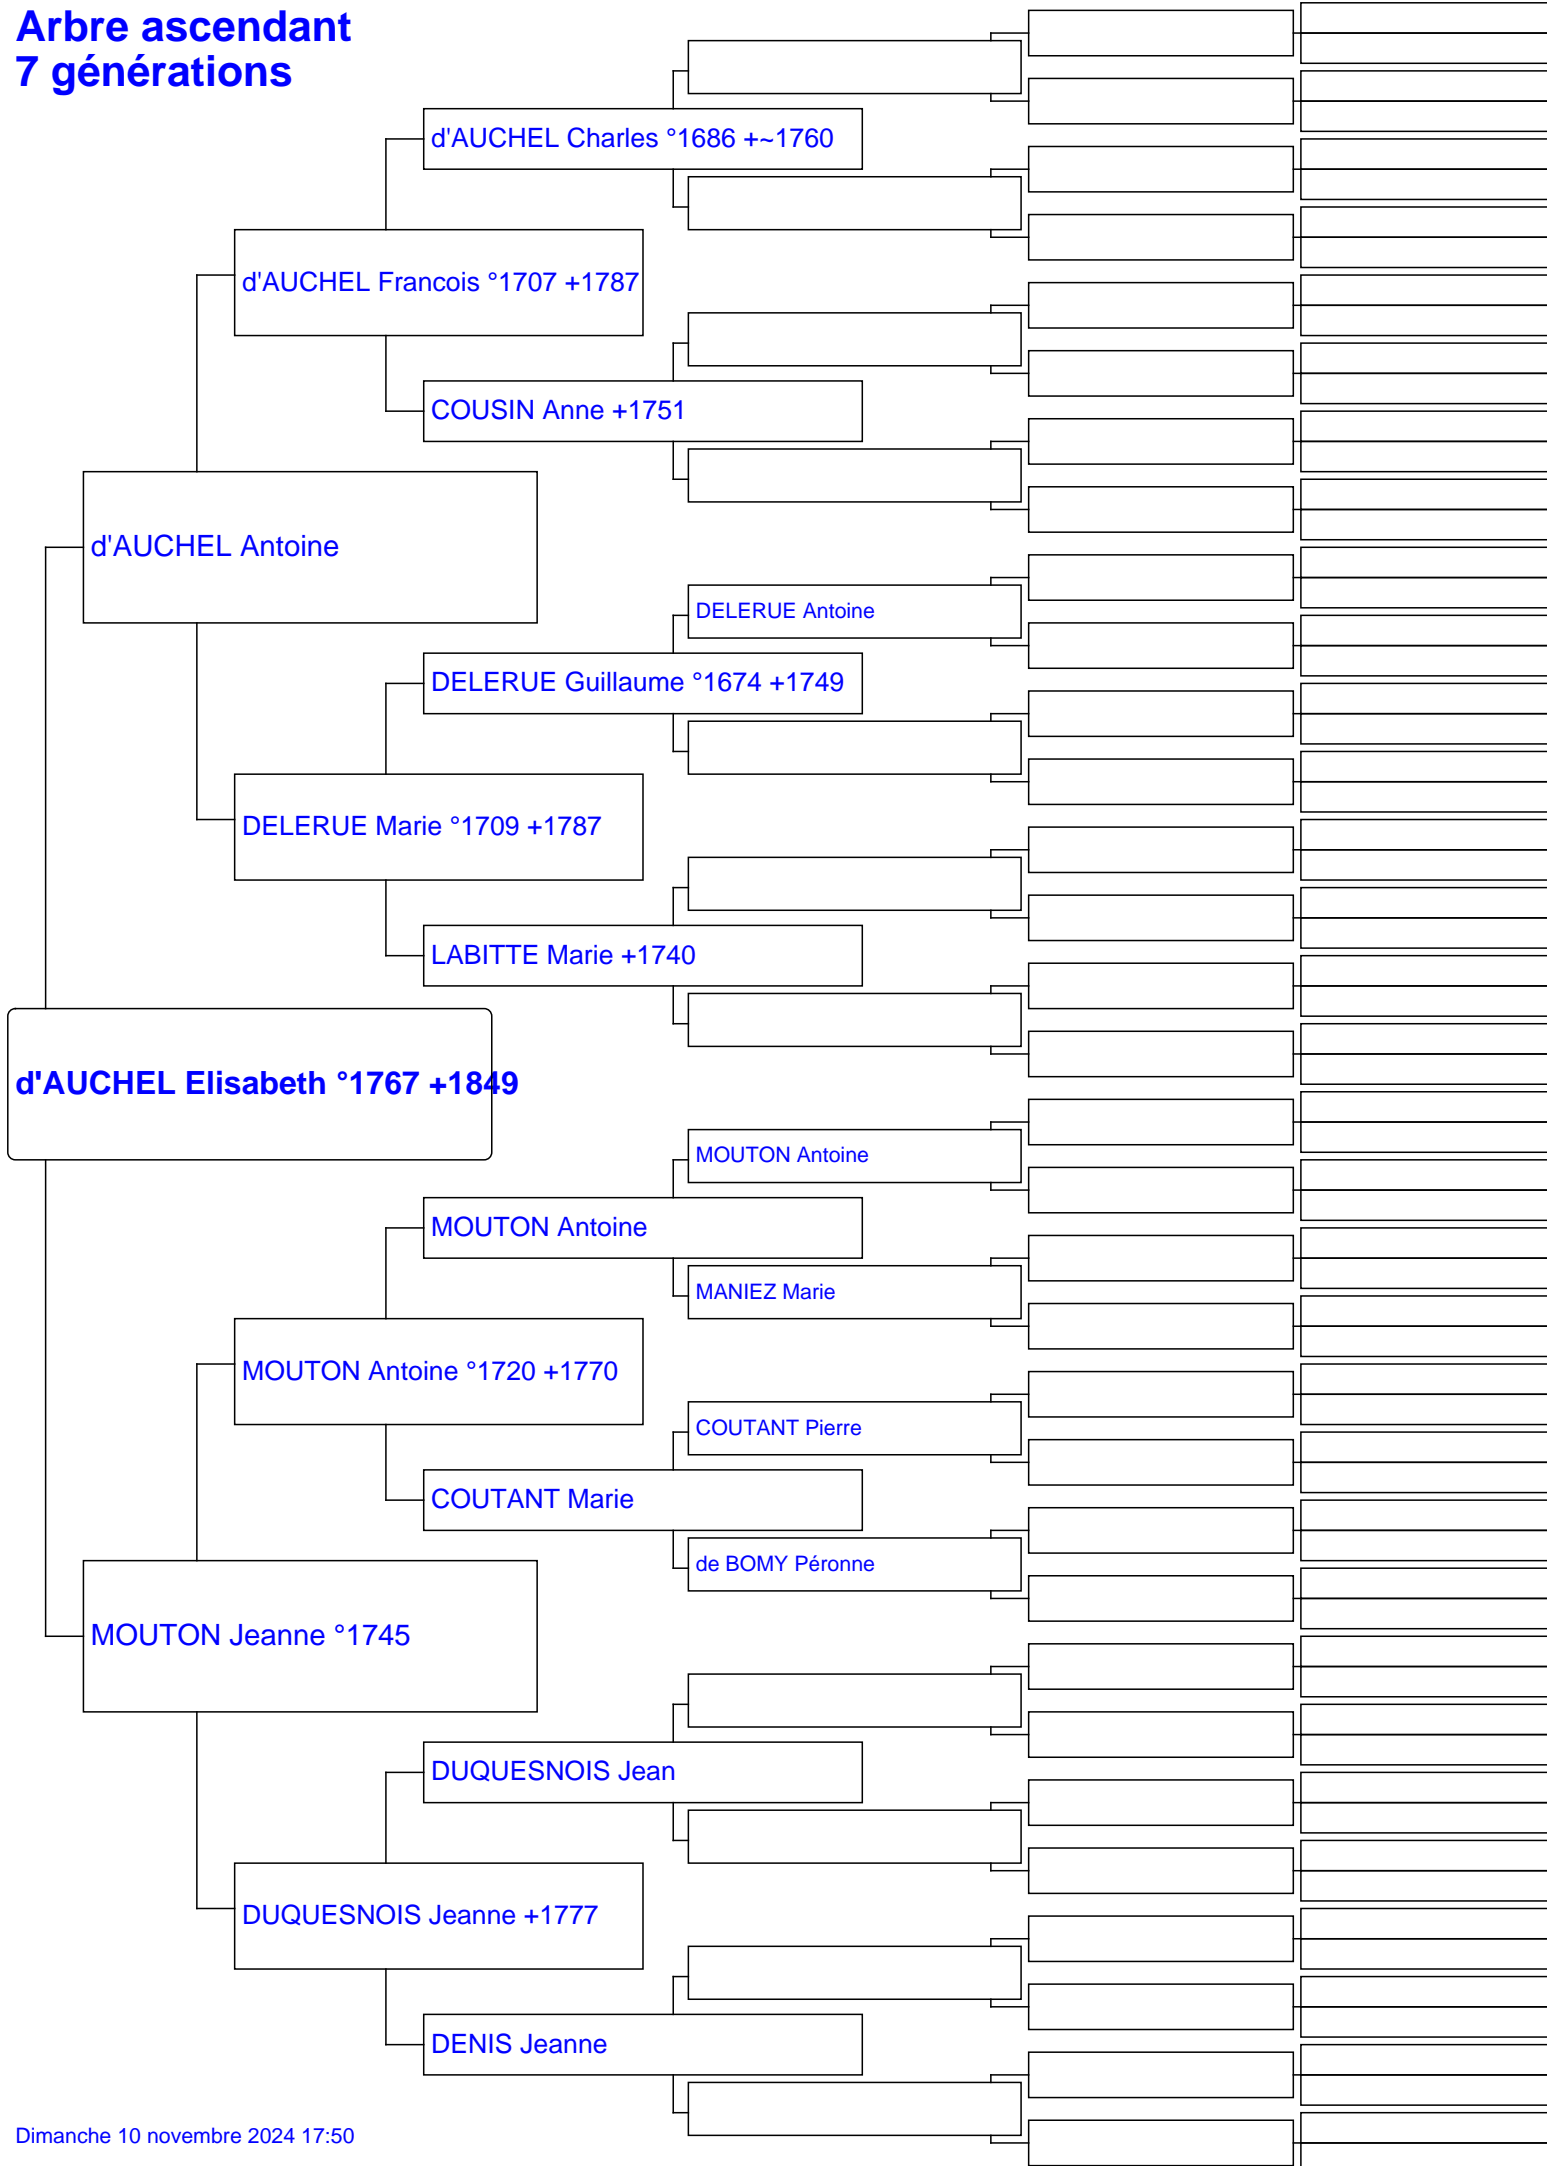 Arbre ascendant
7 générations
d'AUCHEL Charles °1686 +~1760
d'AUCHEL Francois °1707 +1787
COUSIN Anne +1751
d'AUCHEL Antoine
DELERUE Antoine
DELERUE Guillaume °1674 +1749
DELERUE Marie °1709 +1787
LABITTE Marie +1740
d'AUCHEL Elisabeth °1767 +1849
MOUTON Antoine
MOUTON Antoine
MANIEZ Marie
MOUTON Antoine °1720 +1770
COUTANT Pierre
COUTANT Marie
de BOMY Péronne
MOUTON Jeanne °1745
DUQUESNOIS Jean
DUQUESNOIS Jeanne +1777
DENIS Jeanne
Dimanche 10 novembre 2024 17:50